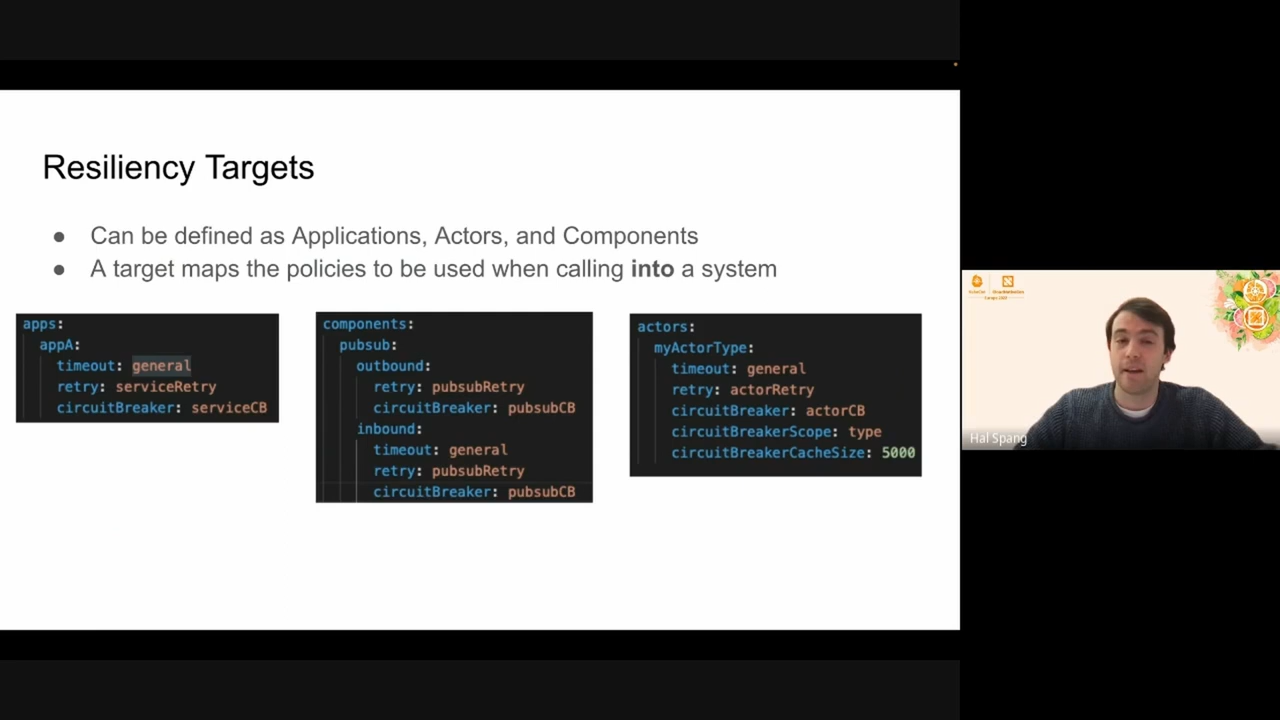 Resiliency Targets
● Can be defined as Applications, Actors, and Components
● A target maps the policies to be used when calling into a system
apps:
appA:
timeout: general
retry: serviceRetry
circuitBreaker: serviceCB
components:
pubsub:
outbound:
retry: pubsubRetry
circuitBreaker: pubsubCB
inbound:
timeout: general
retry: pubsubRetry
circuitBreaker: pubsubCB
actors:
myActorType:
timeout: general
retry: actorRetry
circuitBreaker: actorCB
circuitBreakerScope: type
circuitBreakerCacheSize: 5000
Hal Spang